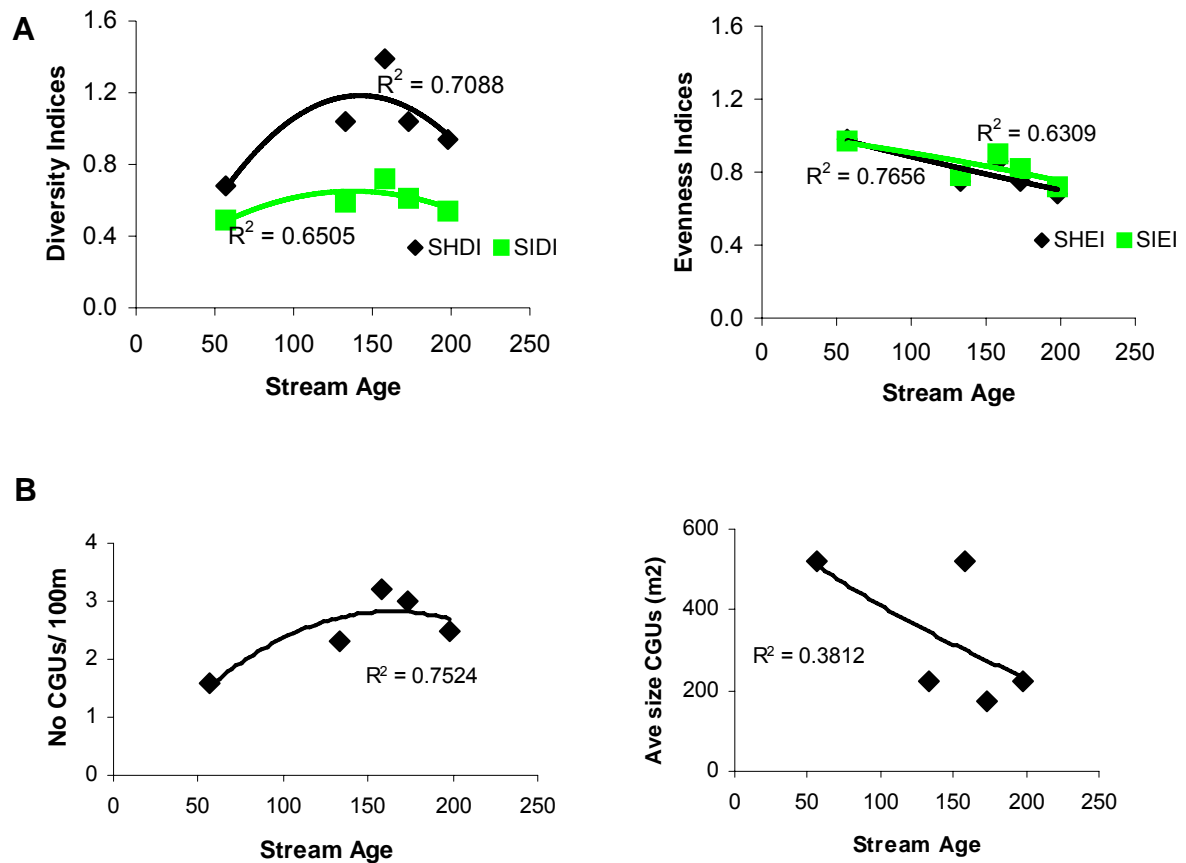 A
Diversity Indices
1.6
1.2
0.8
0.4
0.0
R² = 0.7088
R² = 0.6505
SHDI SIDI
0 50 100 150 200 250
Stream Age
Evenness Indices
1.6
1.2
0.8
0.4
0.0
R² = 0.6309
R² = 0.7656
SHEI SIEI
0 50 100 150 200 250
Stream Age
B
No CGUs/ 100m
4
3
2
1
0
R² = 0.7524
0 50 100 150 200 250
Stream Age
Ave size CGUs (m2)
600
400
200
0
R² = 0.3812
0 50 100 150 200 250
Stream Age